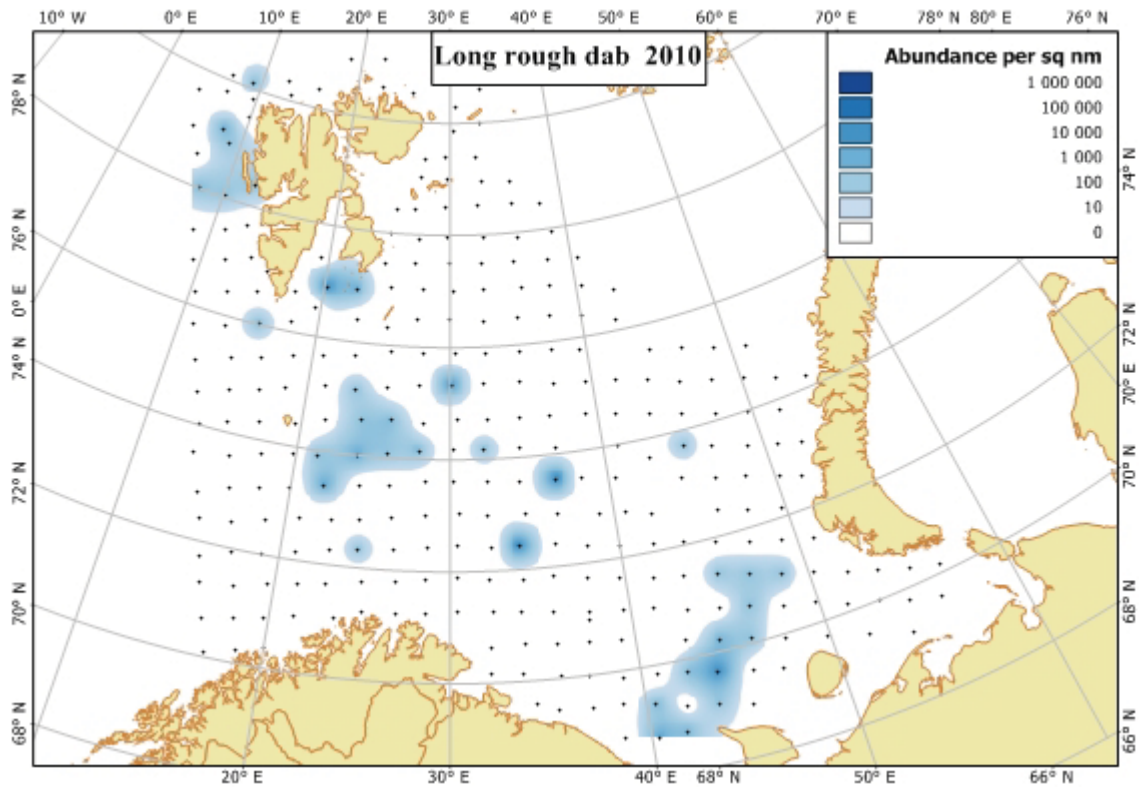 10° W 0° E 10° E 20° E 30° E 40° E 50° E 60° E 70° E 78° N 80° E 76° N
Long rough dab 2010
Abundance per sq nm
1 000 000
100 000
10 000
1 000
100
10
0
78° N
76° N
0° E
74° N
72° N
70° N
68° N
74° N
72° N
70° E
70° N
68° N
66° N
20° E 30° E 40° E 68° N 50° E 66° N